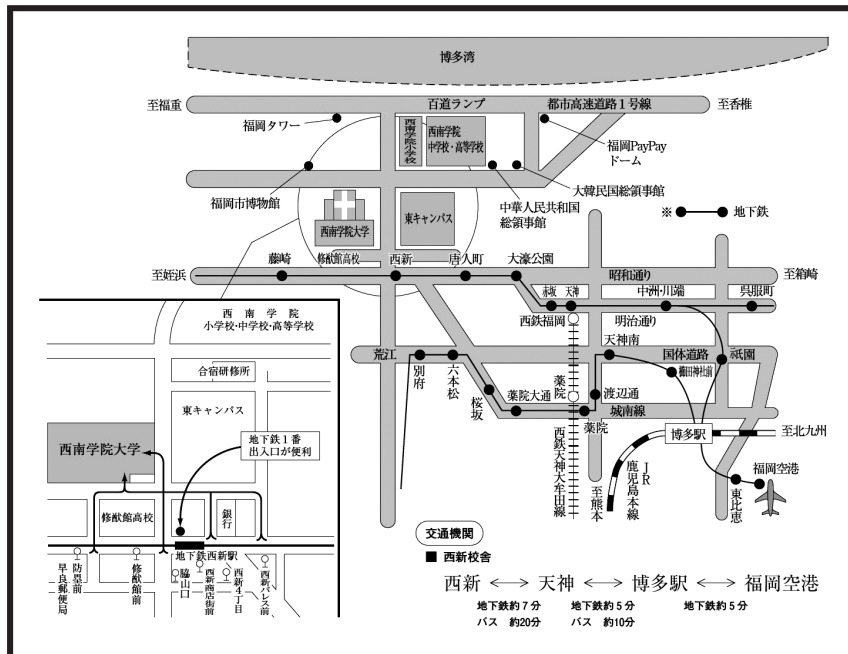 博多湾
至福重
百道ランプ
都市高速道路1号線
至香椎
福岡タワー
西南学院小学校
西南学院
中学校・高等学校
福岡PayPay
ドーム
福岡市博物館
大韓民国総領事館
中華人民共和国
総領事館
西南学院大学
東キャンパス
※
地下鉄
修猷館高校
藤崎
西新
唐人町
大濠公園
昭和通り
至姪浜
至箱崎
赤坂
天神
中洲・川端
呉服町
西鉄福岡
明治通り
天神南
荒江
国体道路
祇園
櫛田神社前
別府
六本松
桜坂
薬院大通
薬院
渡辺通
薬院
城南線
博多駅
至北九州
西鉄天神大牟田線
至熊本
JR
鹿児島本線
東比恵
福岡空港
西南学院
小学校・中学校・高等学校
合宿研修所
東キャンパス
西南学院大学
地下鉄1番
出入口が便利
修猷館高校
銀行
地下鉄西新駅
防塁前
早良郵便局
修猷館前
脇山口
西新商店街前
西新4丁目
西新パレス前
交通機関
■ 西新校舎
西新 ⟷ 天神 ⟷ 博多駅 ⟷ 福岡空港
地下鉄約7分 地下鉄約5分 地下鉄約5分
バス 約20分 バス 約10分